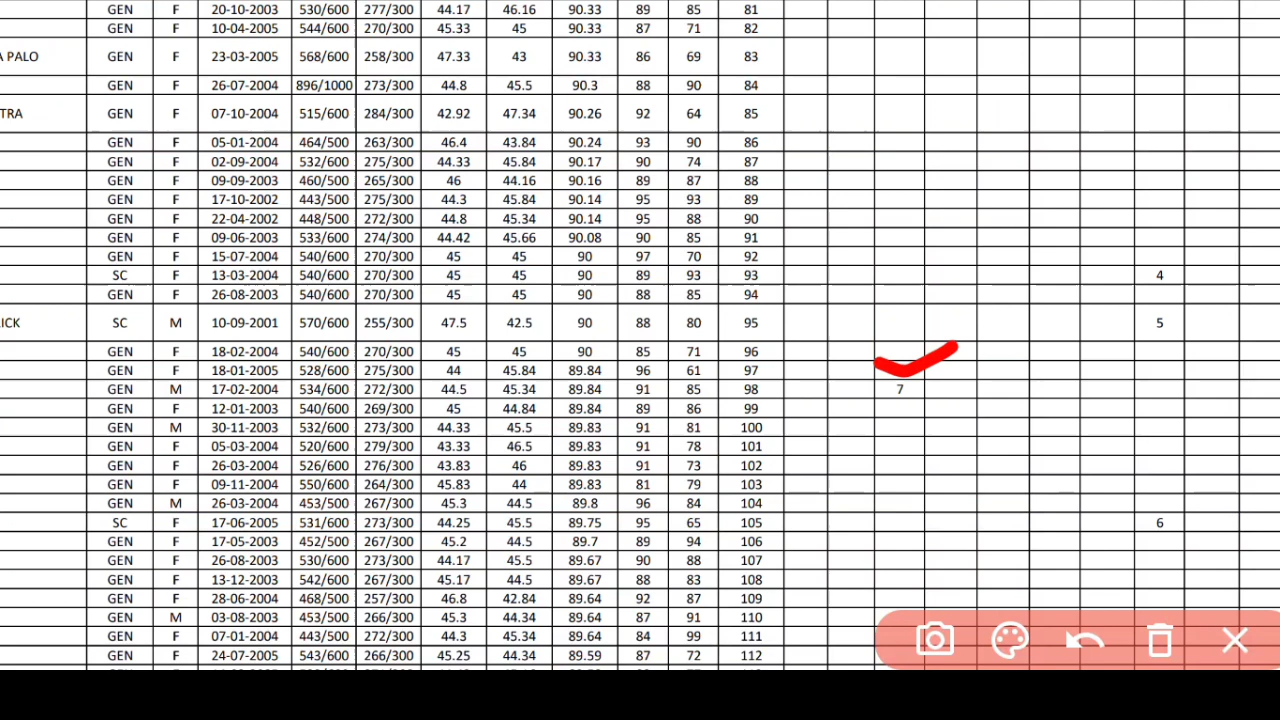 GEN F 20-10-2003 530/600 277/300 44.17 46.16 90.33 89 85 81
GEN F 10-04-2005 544/600 270/300 45.33 45 90.33 87 71 82
A PALO GEN F 23-03-2005 568/600 258/300 47.33 43 90.33 86 69 83
GEN F 26-07-2004 896/1000 273/300 44.8 45.5 90.3 88 90 84
TRA GEN F 07-10-2004 515/600 284/300 42.92 47.34 90.26 92 64 85
GEN F 05-01-2004 464/500 263/300 46.4 43.84 90.24 93 90 86
GEN F 02-09-2004 532/600 275/300 44.33 45.84 90.17 90 74 87
GEN F 09-09-2003 460/500 265/300 46 44.16 90.16 89 87 88
GEN F 17-10-2002 443/500 275/300 44.3 45.84 90.14 95 93 89
GEN F 22-04-2002 448/500 272/300 44.8 45.34 90.14 95 88 90
GEN F 09-06-2003 533/600 274/300 44.42 45.66 90.08 90 85 91
GEN F 15-07-2004 540/600 270/300 45 45 90 97 70 92
SC F 13-03-2004 540/600 270/300 45 45 90 89 93 93 4
GEN F 26-08-2003 540/600 270/300 45 45 90 88 85 94
ICK SC M 10-09-2001 570/600 255/300 47.5 42.5 90 88 80 95 5
GEN F 18-02-2004 540/600 270/300 45 45 90 85 71 96
GEN F 18-01-2005 528/600 275/300 44 45.84 89.84 96 61 97
GEN M 17-02-2004 534/600 272/300 44.5 45.34 89.84 91 85 98 7
GEN F 12-01-2003 540/600 269/300 45 44.84 89.84 89 86 99
GEN M 30-11-2003 532/600 273/300 44.33 45.5 89.83 91 81 100
GEN F 05-03-2004 520/600 279/300 43.33 46.5 89.83 91 78 101
GEN F 26-03-2004 526/600 276/300 43.83 46 89.83 91 73 102
GEN F 09-11-2004 550/600 264/300 45.83 44 89.83 81 79 103
GEN M 26-03-2004 453/500 267/300 45.3 44.5 89.8 96 84 104
SC F 17-06-2005 531/600 273/300 44.25 45.5 89.75 95 65 105 6
GEN F 17-05-2003 452/500 267/300 45.2 44.5 89.7 89 94 106
GEN F 26-08-2003 530/600 273/300 44.17 45.5 89.67 90 88 107
GEN F 13-12-2003 542/600 267/300 45.17 44.5 89.67 88 83 108
GEN F 28-06-2004 468/500 257/300 46.8 42.84 89.64 92 87 109
GEN M 03-08-2003 453/500 266/300 45.3 44.34 89.64 87 91 110
GEN F 07-01-2004 443/500 272/300 44.3 45.34 89.64 84 99 111
GEN F 24-07-2005 543/600 266/300 45.25 44.34 89.59 87 72 112